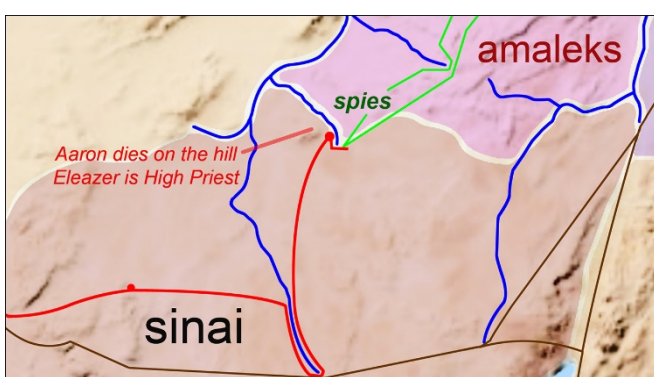 amaleks
spies
Aaron dies on the hill
Eleazer is High Priest
sinai